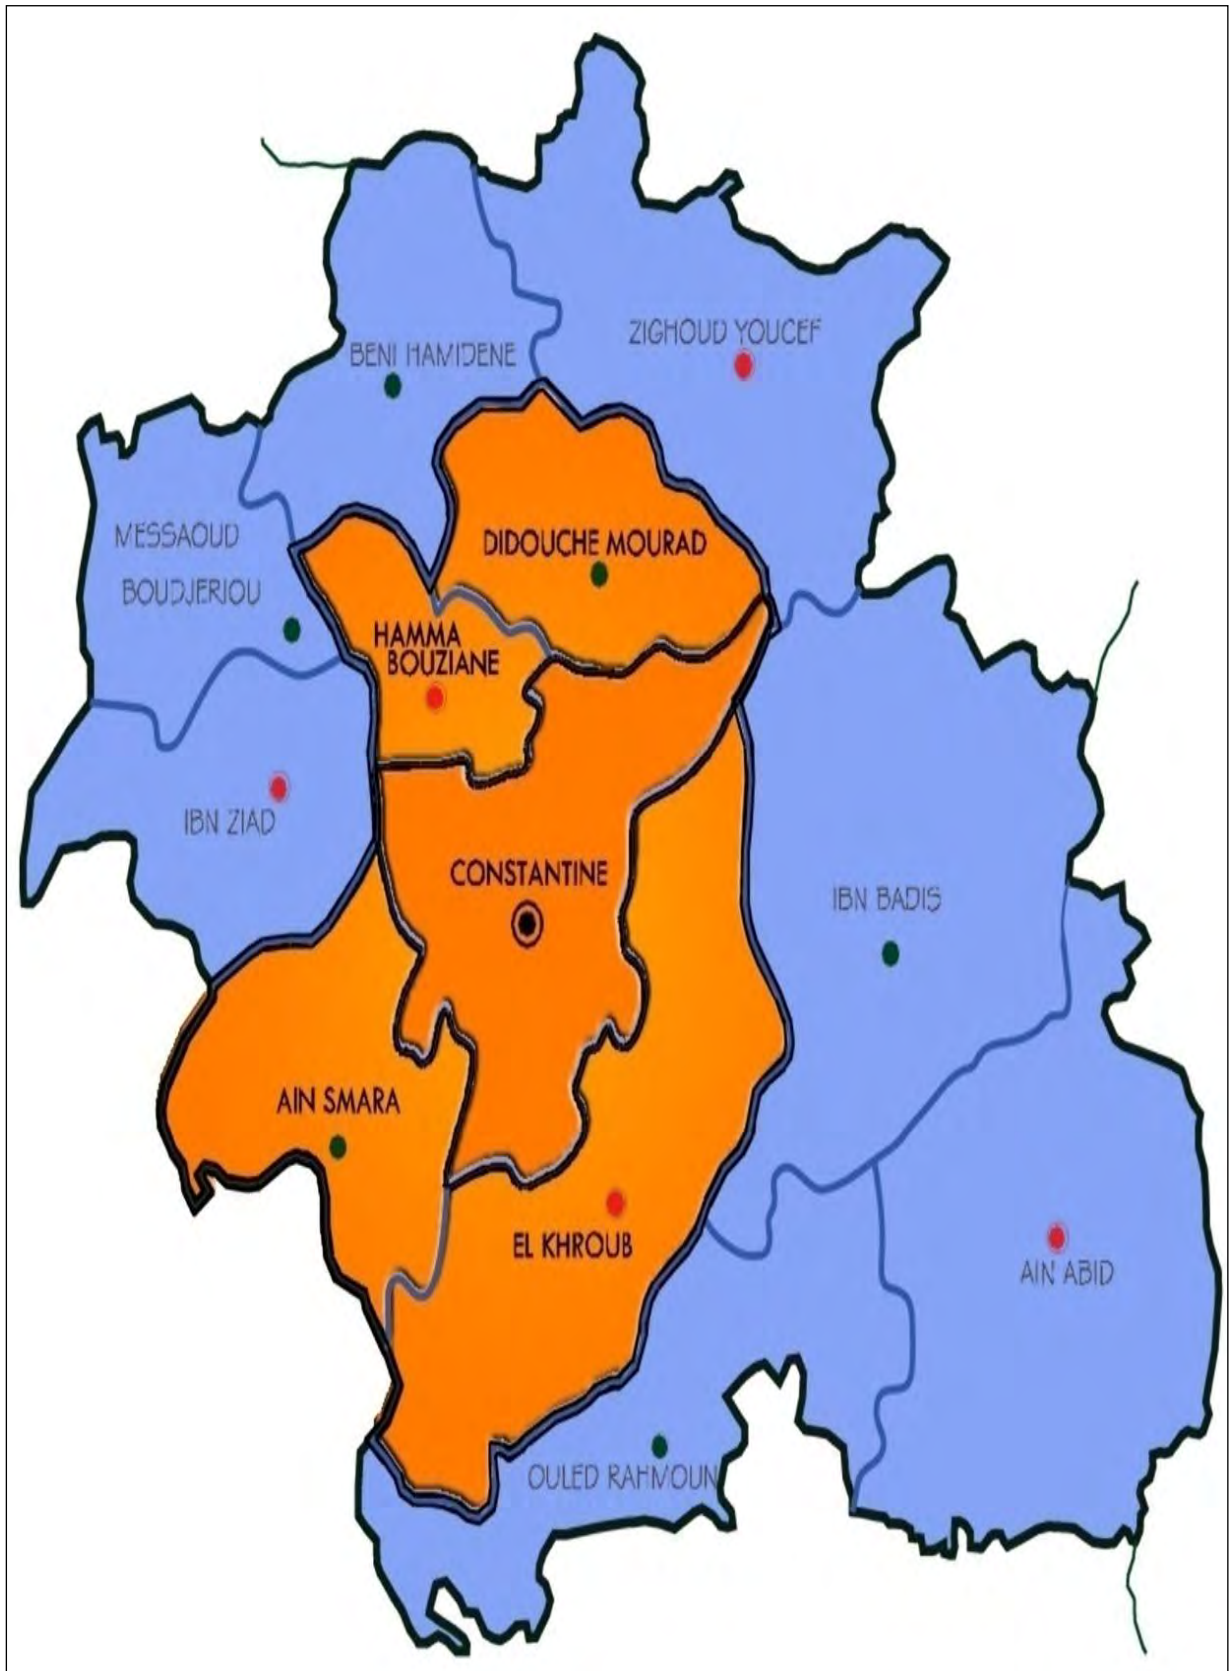 ZIGHOUD YOUCEF
BENI HAMIDENE
MESSAOUD
BOUDJERIOU
DIDOUCHE MOURAD
HAMMA
BOUZIANE
IBN ZIAD
CONSTANTINE
IBN BADIS
AIN SMARA
EL KHROUB
AIN ABID
OULED RAHMOUN